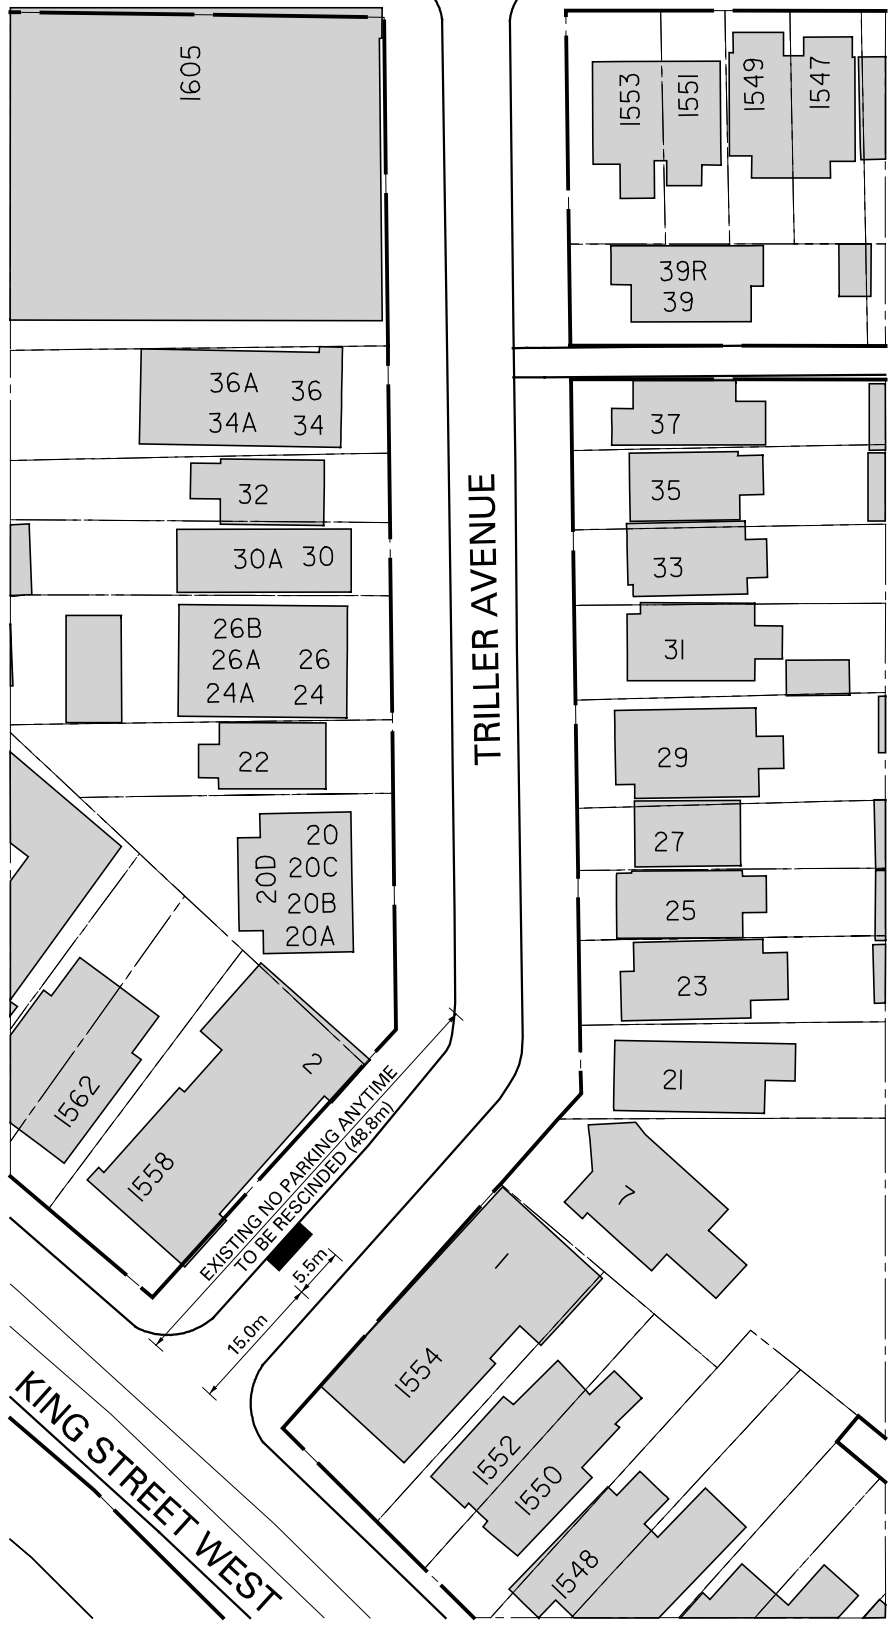 1605
1553
1551
1549
1547
39R
39
36A 36
34A 34
37
32
35
30A 30
33
26B
26A 26
24A 24
31
22
29
TRILLER AVENUE
20
20D
20C
20B
20A
27
25
23
21
2
1562
1558
EXISTING NO PARKING ANYTIME
TO BE RESCINDED (48.8m)
5.5m
15.0m
7
1
1554
1552
1550
1548
KING STREET WEST